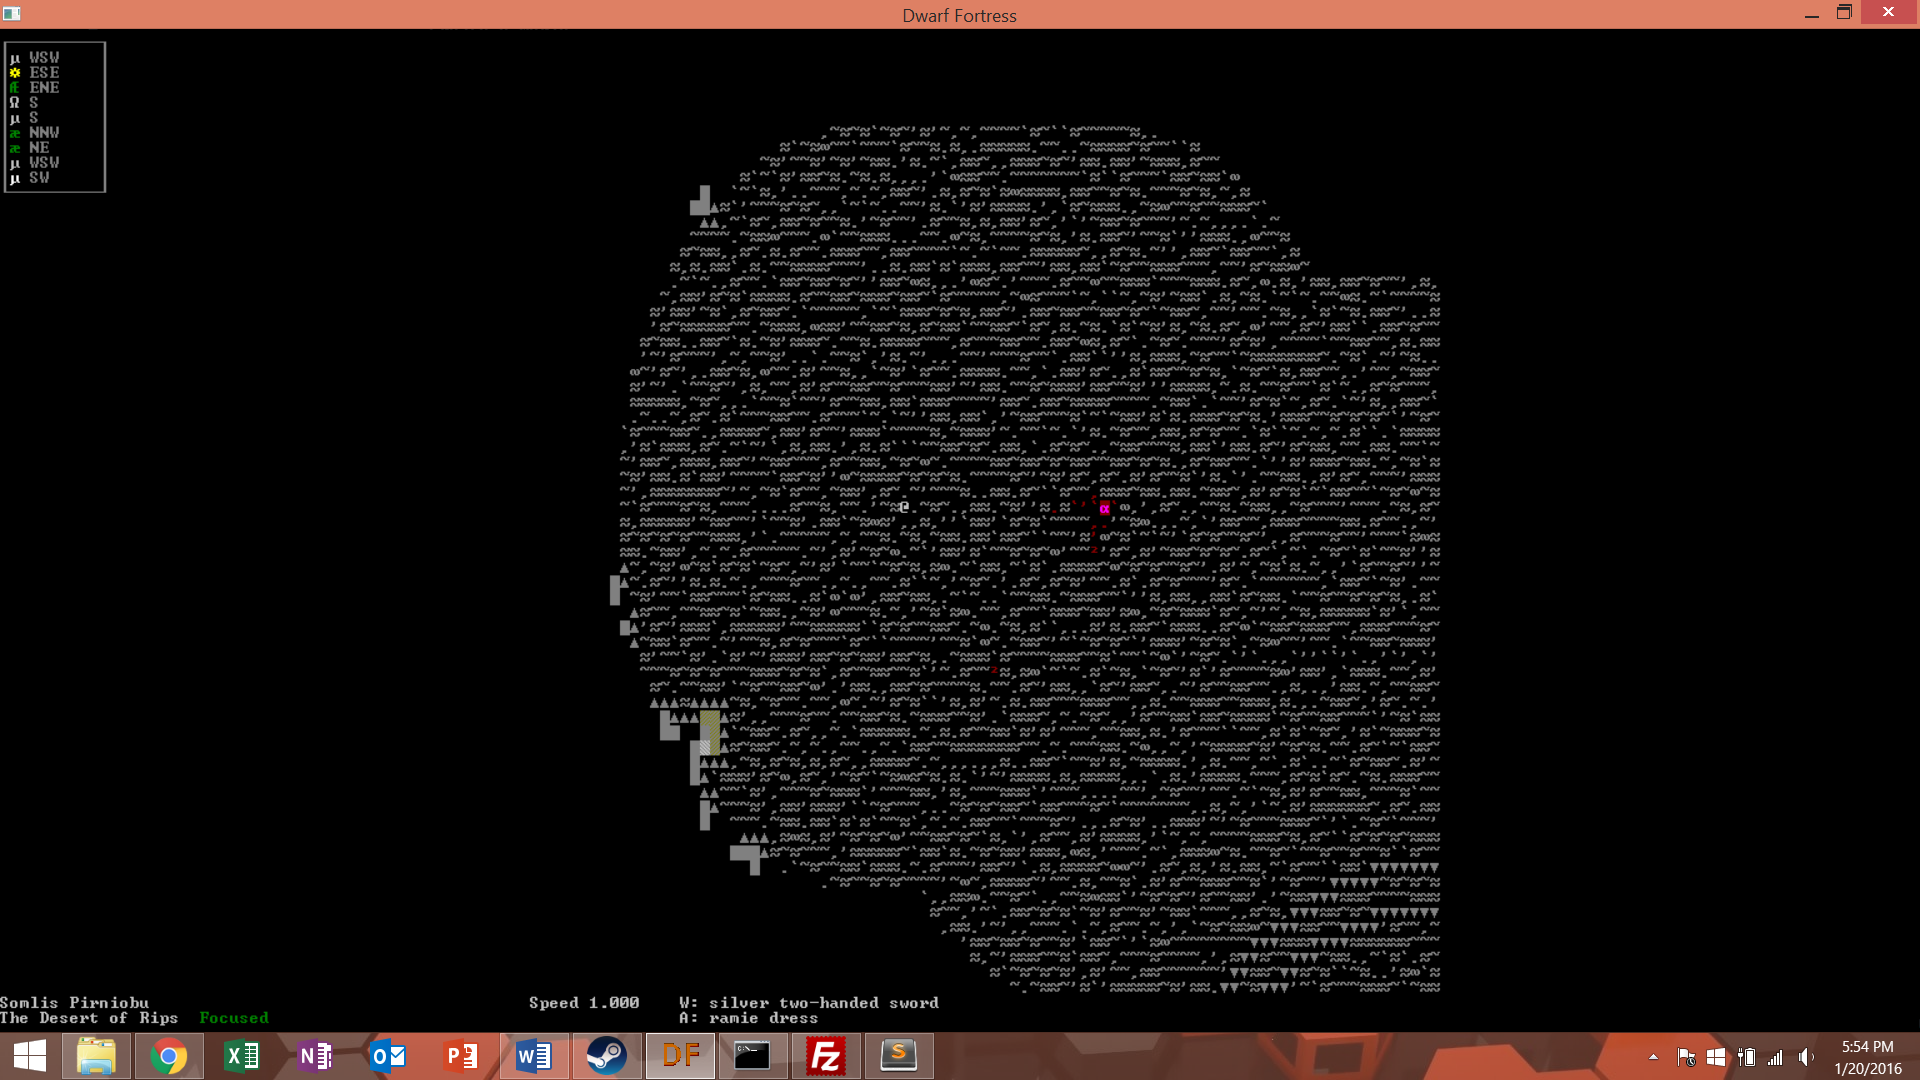 Dwarf Fortress
µ WSW
☼ ESE
Æ ENE
Ω S
µ S
æ NNW
æ NE
µ WSW
µ SW
Somlis Pirniobu
The Desert of Rips Focused
Speed 1.000
W: silver two-handed sword
A: ramie dress
DF
5:54 PM
1/20/2016